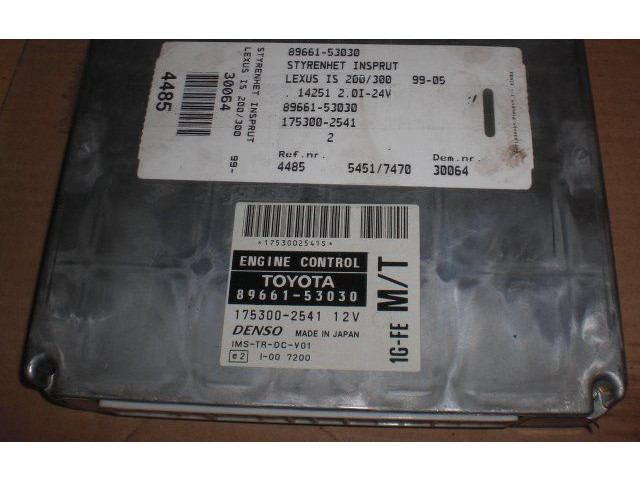 89661-53030
STYRENHET INSPRUT
LEXUS IS 200/300 99-05
. 14251 2.0I-24V
89661-53030
175300-2541
2
Ref.nr. Dem.nr.
4485 5451/7470 30064
STYRENHET INSPRUT
LEXUS IS 200/300 99-
30064
4485
*17530025415*
ENGINE CONTROL
TOYOTA
89661-53030
175300-2541 12V
DENSO MADE IN JAPAN
IMS-TR-DC-V01
e2 I-00 7200
1G-FE M/T